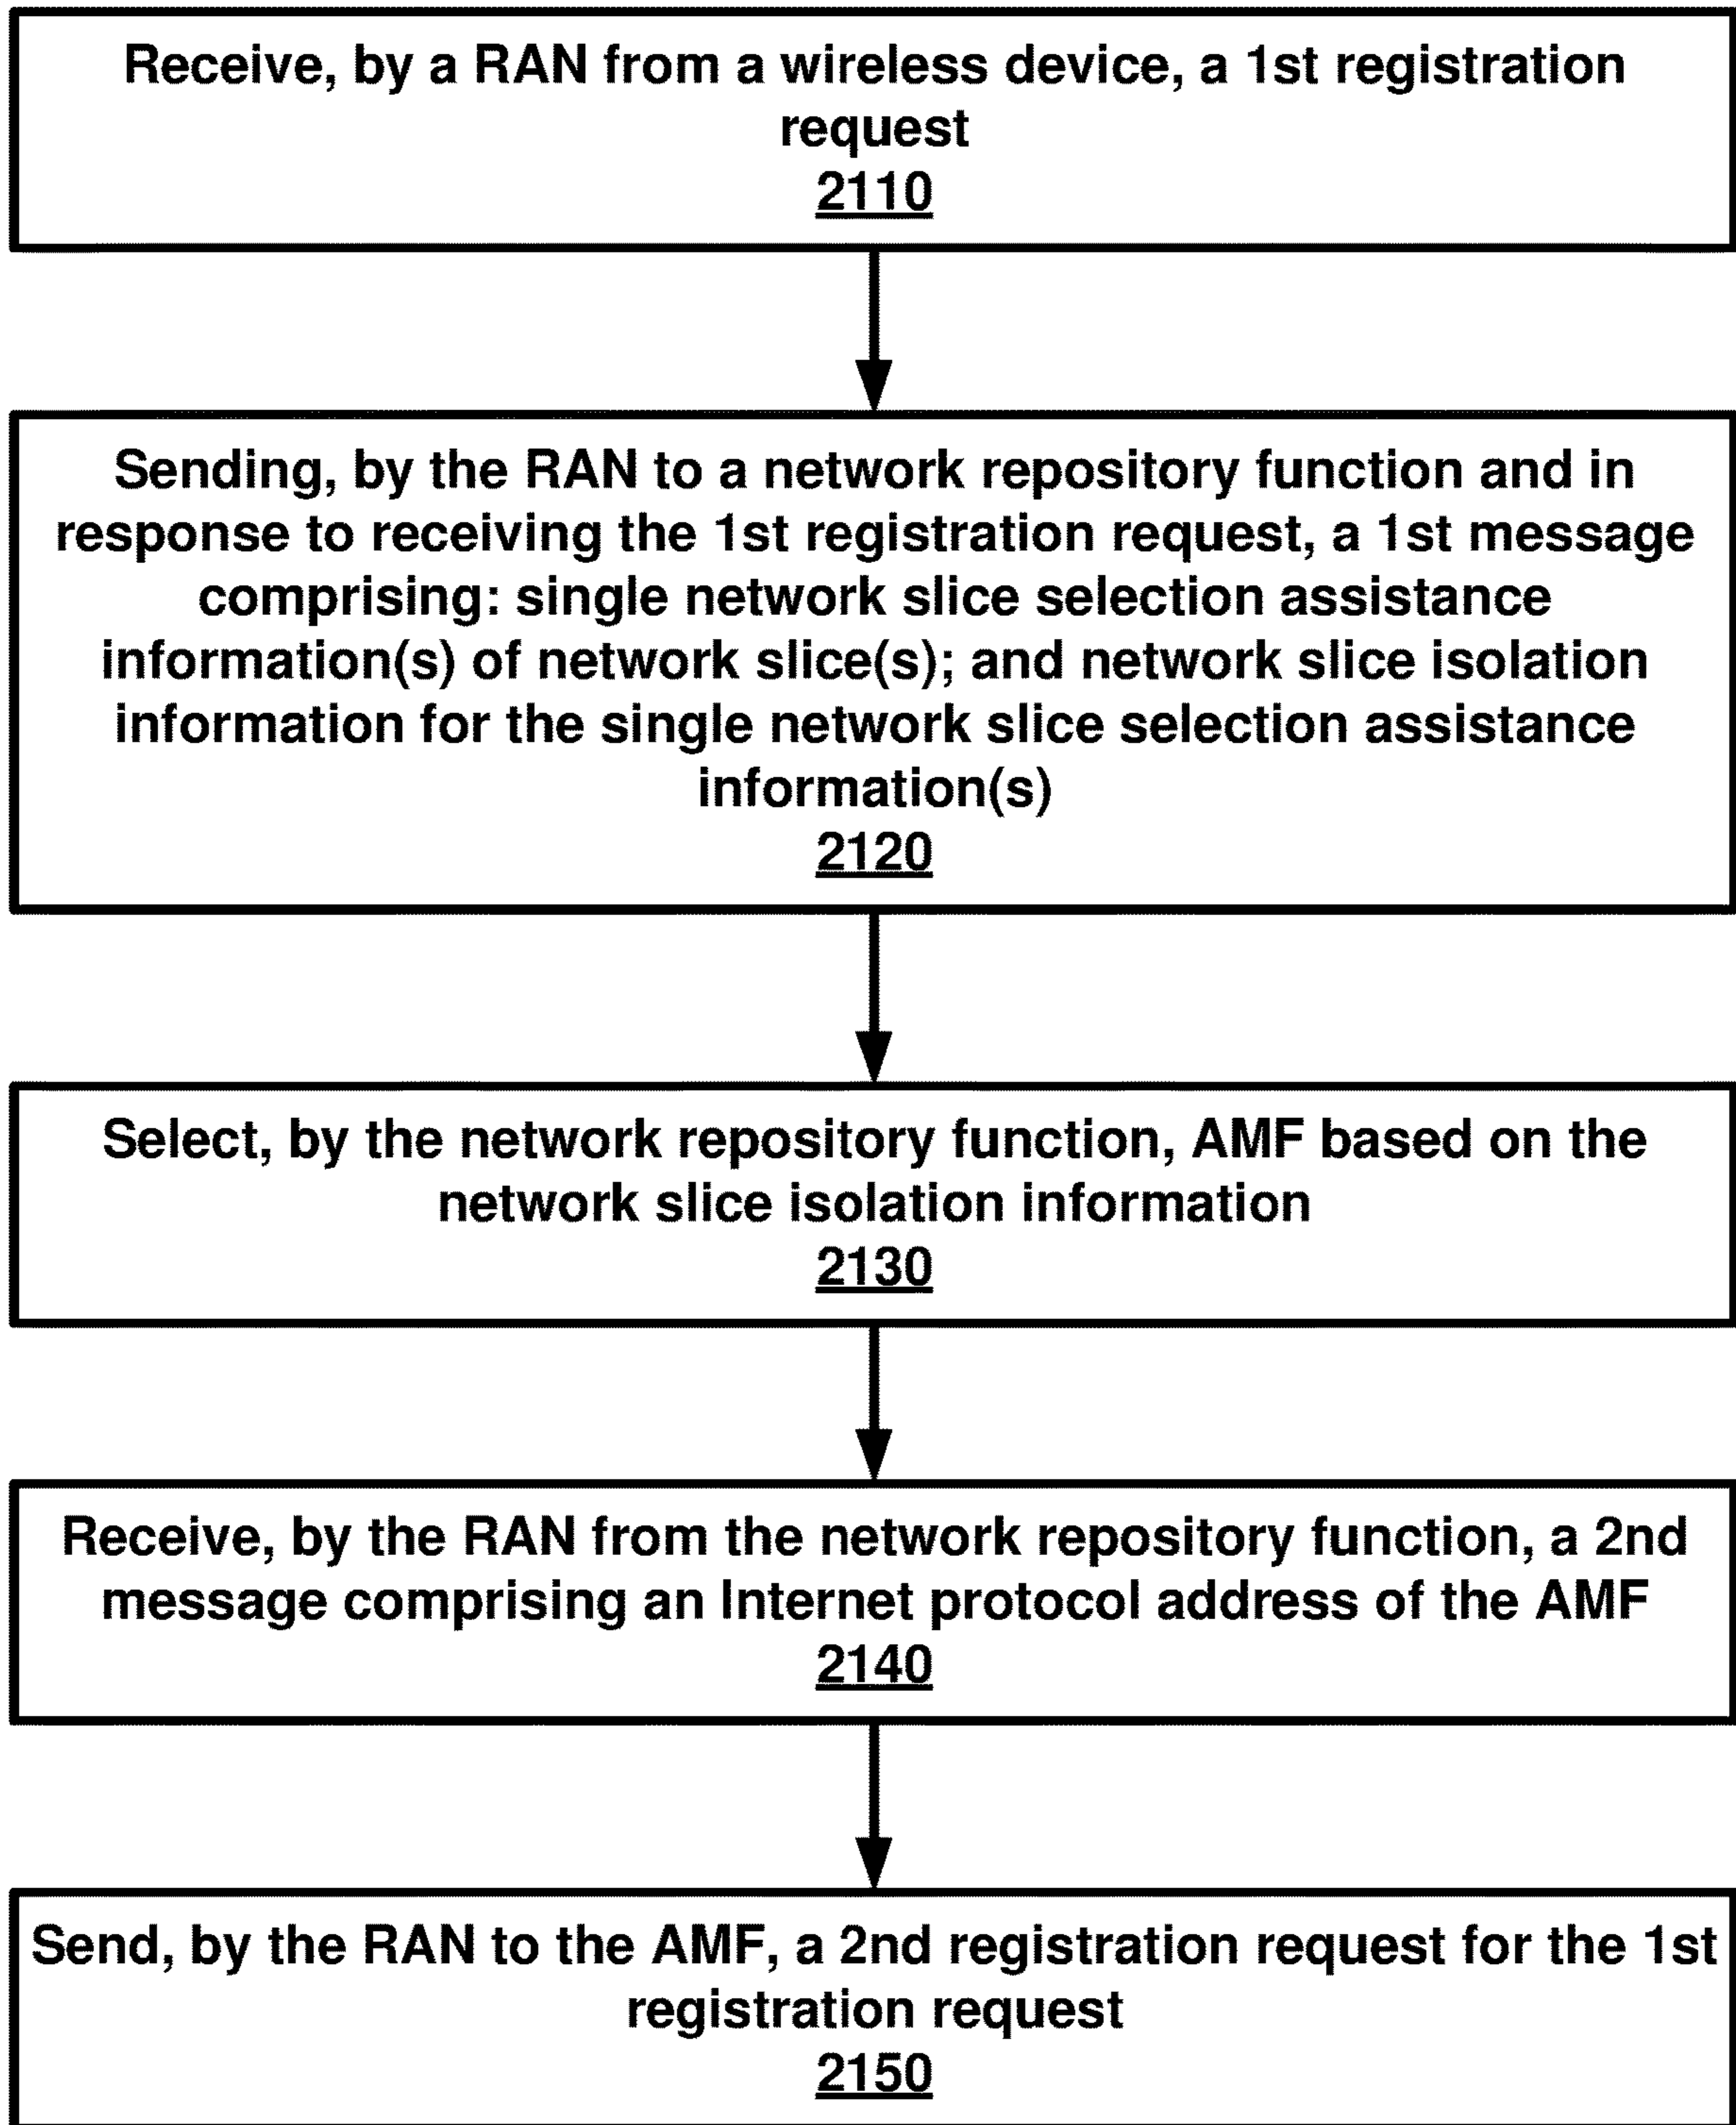 Receive, by a RAN from a wireless device, a 1st registration
request
2110
Sending, by the RAN to a network repository function and in
response to receiving the 1st registration request, a 1st message
comprising: single network slice selection assistance
information(s) of network slice(s); and network slice isolation
information for the single network slice selection assistance
information(s)
2120
Select, by the network repository function, AMF based on the
network slice isolation information
2130
Receive, by the RAN from the network repository function, a 2nd
message comprising an Internet protocol address of the AMF
2140
Send, by the RAN to the AMF, a 2nd registration request for the 1st
registration request
2150